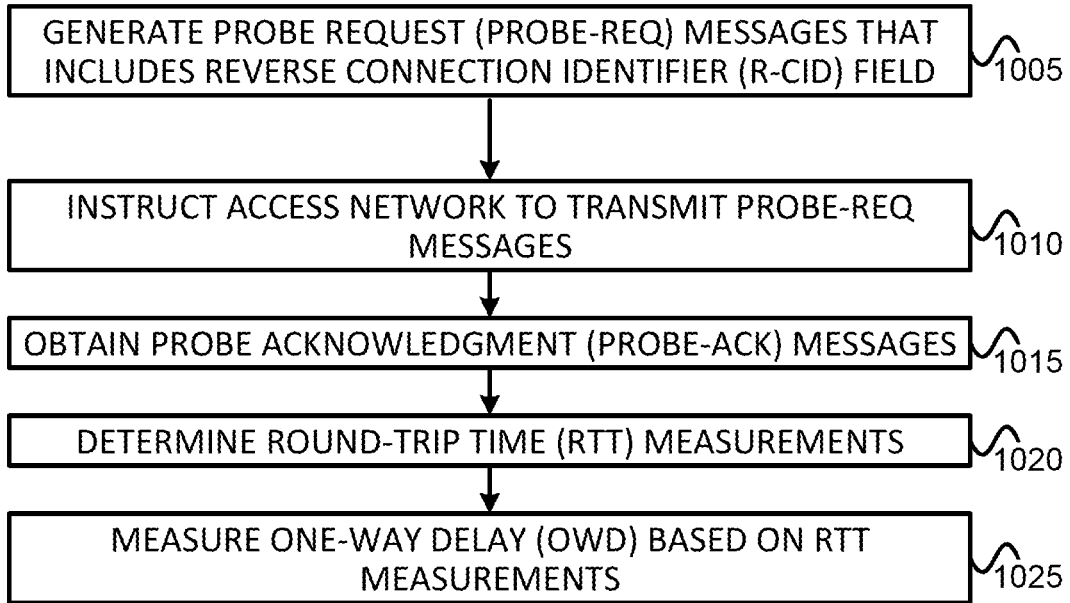 GENERATE PROBE REQUEST (PROBE-REQ) MESSAGES THAT
INCLUDES REVERSE CONNECTION IDENTIFIER (R-CID) FIELD
1005
INSTRUCT ACCESS NETWORK TO TRANSMIT PROBE-REQ
MESSAGES
1010
OBTAIN PROBE ACKNOWLEDGMENT (PROBE-ACK) MESSAGES
1015
DETERMINE ROUND-TRIP TIME (RTT) MEASUREMENTS
1020
MEASURE ONE-WAY DELAY (OWD) BASED ON RTT
MEASUREMENTS
1025